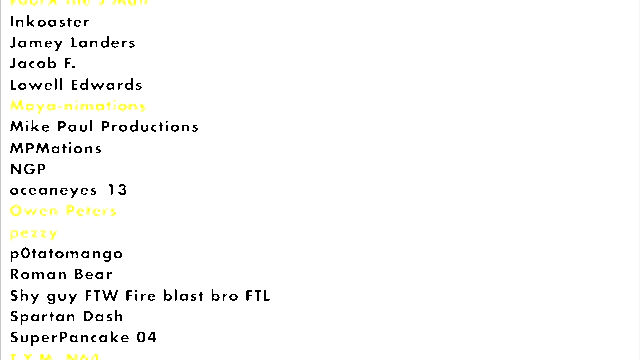 Inkoaster
Jamey Landers
Jacob F.
Lowell Edwards
Maya-nimations
Mike Paul Productions
MPMations
NGP
oceaneyes 13
Owen Peters
pezzy
p0tatomango
Roman Bear
Shy guy FTW Fire blast bro FTL
Spartan Dash
SuperPancake 04